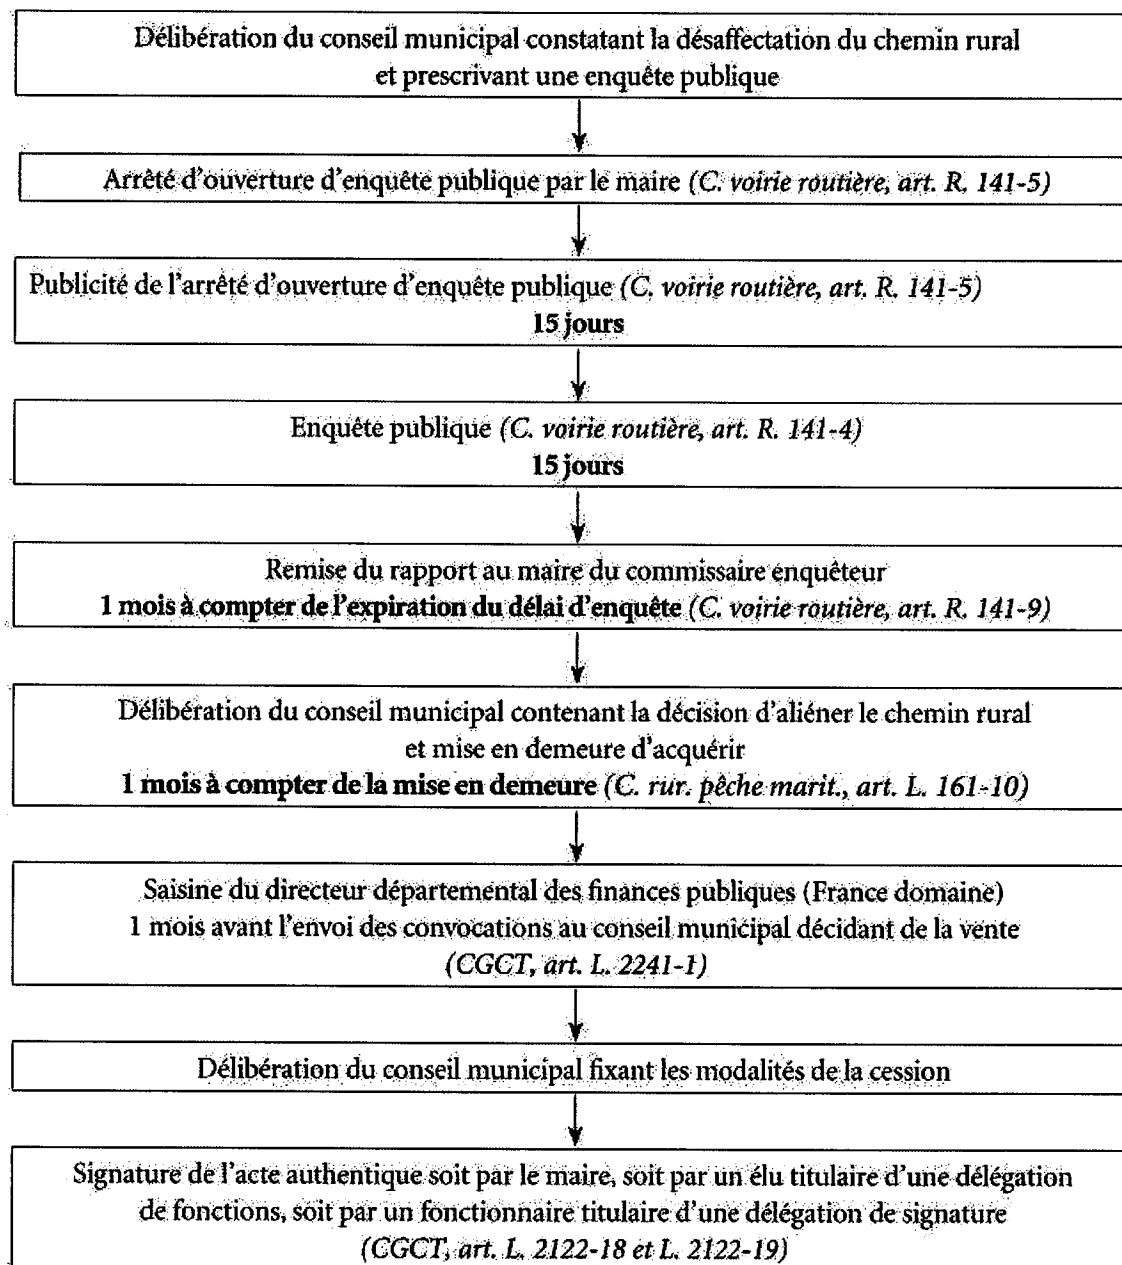 Délibération du conseil municipal constatant la désaffectation du chemin rural
et prescrivant une enquête publique
Arrêté d'ouverture d'enquête publique par le maire (C. voirie routière, art. R. 141-5)
Publicité de l'arrêté d'ouverture d'enquête publique (C. voirie routière, art. R. 141-5)
15 jours
Enquête publique (C. voirie routière, art. R. 141-4)
15 jours
Remise du rapport au maire du commissaire enquêteur
1 mois à compter de l'expiration du délai d'enquête (C. voirie routière, art. R. 141-9)
Délibération du conseil municipal contenant la décision d'aliéner le chemin rural
et mise en demeure d'acquérir
1 mois à compter de la mise en demeure (C. rur. pêche marit., art. L. 161-10)
Saisine du directeur départemental des finances publiques (France domaine)
1 mois avant l'envoi des convocations au conseil municipal décidant de la vente
(CGCT, art. L. 2241-1)
Délibération du conseil municipal fixant les modalités de la cession
Signature de l'acte authentique soit par le maire, soit par un élu titulaire d'une délégation
de fonctions, soit par un fonctionnaire titulaire d'une délégation de signature
(CGCT, art. L. 2122-18 et L. 2122-19)